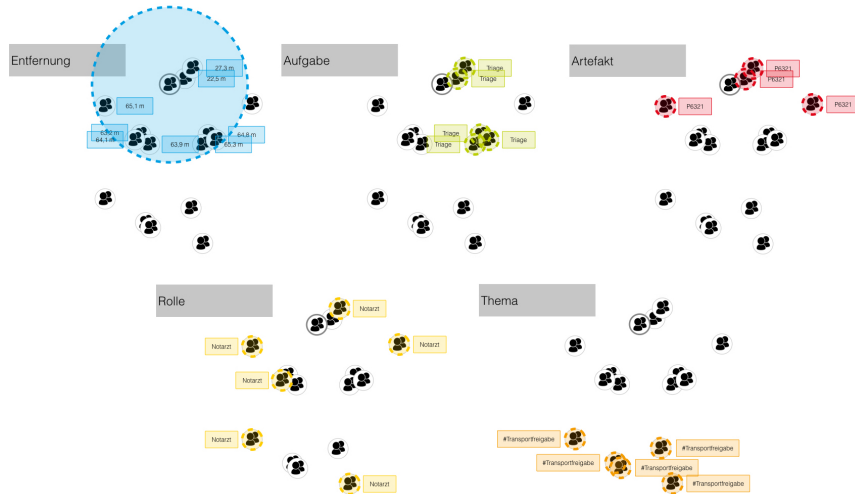 Entfernung
27,3 m
22,5 m
65,1 m
64,1 m
63,9 m
64,8 m
65,3 m
Aufgabe
Triage
Triage
Triage
Triage
Artefakt
P6321
P6321
P6321
P6321
Rolle
Notarzt
Notarzt
Notarzt
Notarzt
Notarzt
Notarzt
Thema
#Transportfreigabe
#Transportfreigabe
#Transportfreigabe
#Transportfreigabe
#Transportfreigabe